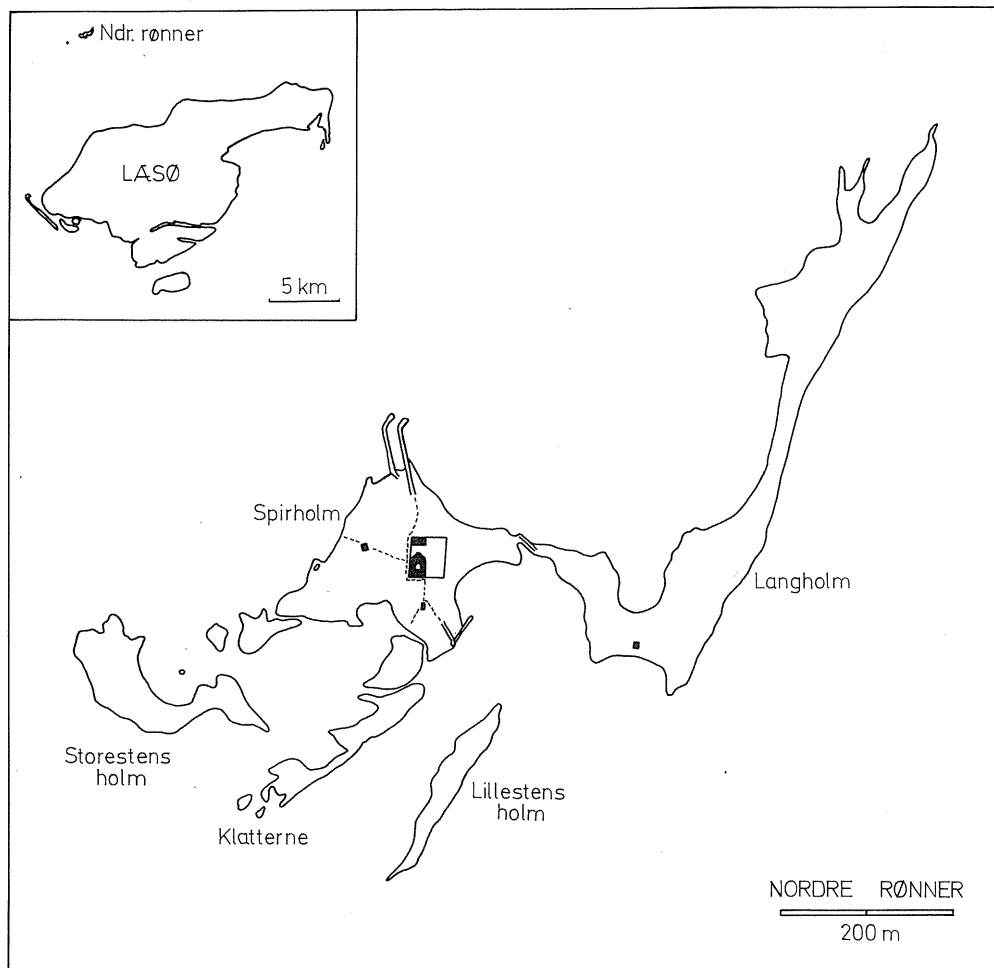 Ndr. rønner
LÆSØ
5 km
Spirholm
Langholm
Storestens
holm
Klatterne
Lillestens
holm
NORDRE RØNNER
200 m